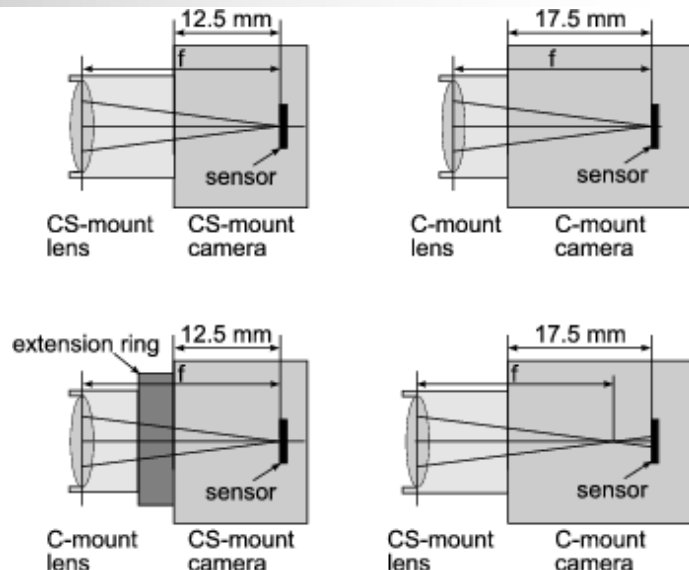 12.5 mm
f
sensor
CS-mount
lens
CS-mount
camera
17.5 mm
f
sensor
C-mount
lens
C-mount
camera
extension ring
12.5 mm
f
sensor
C-mount
lens
CS-mount
camera
17.5 mm
f
sensor
CS-mount
lens
C-mount
camera